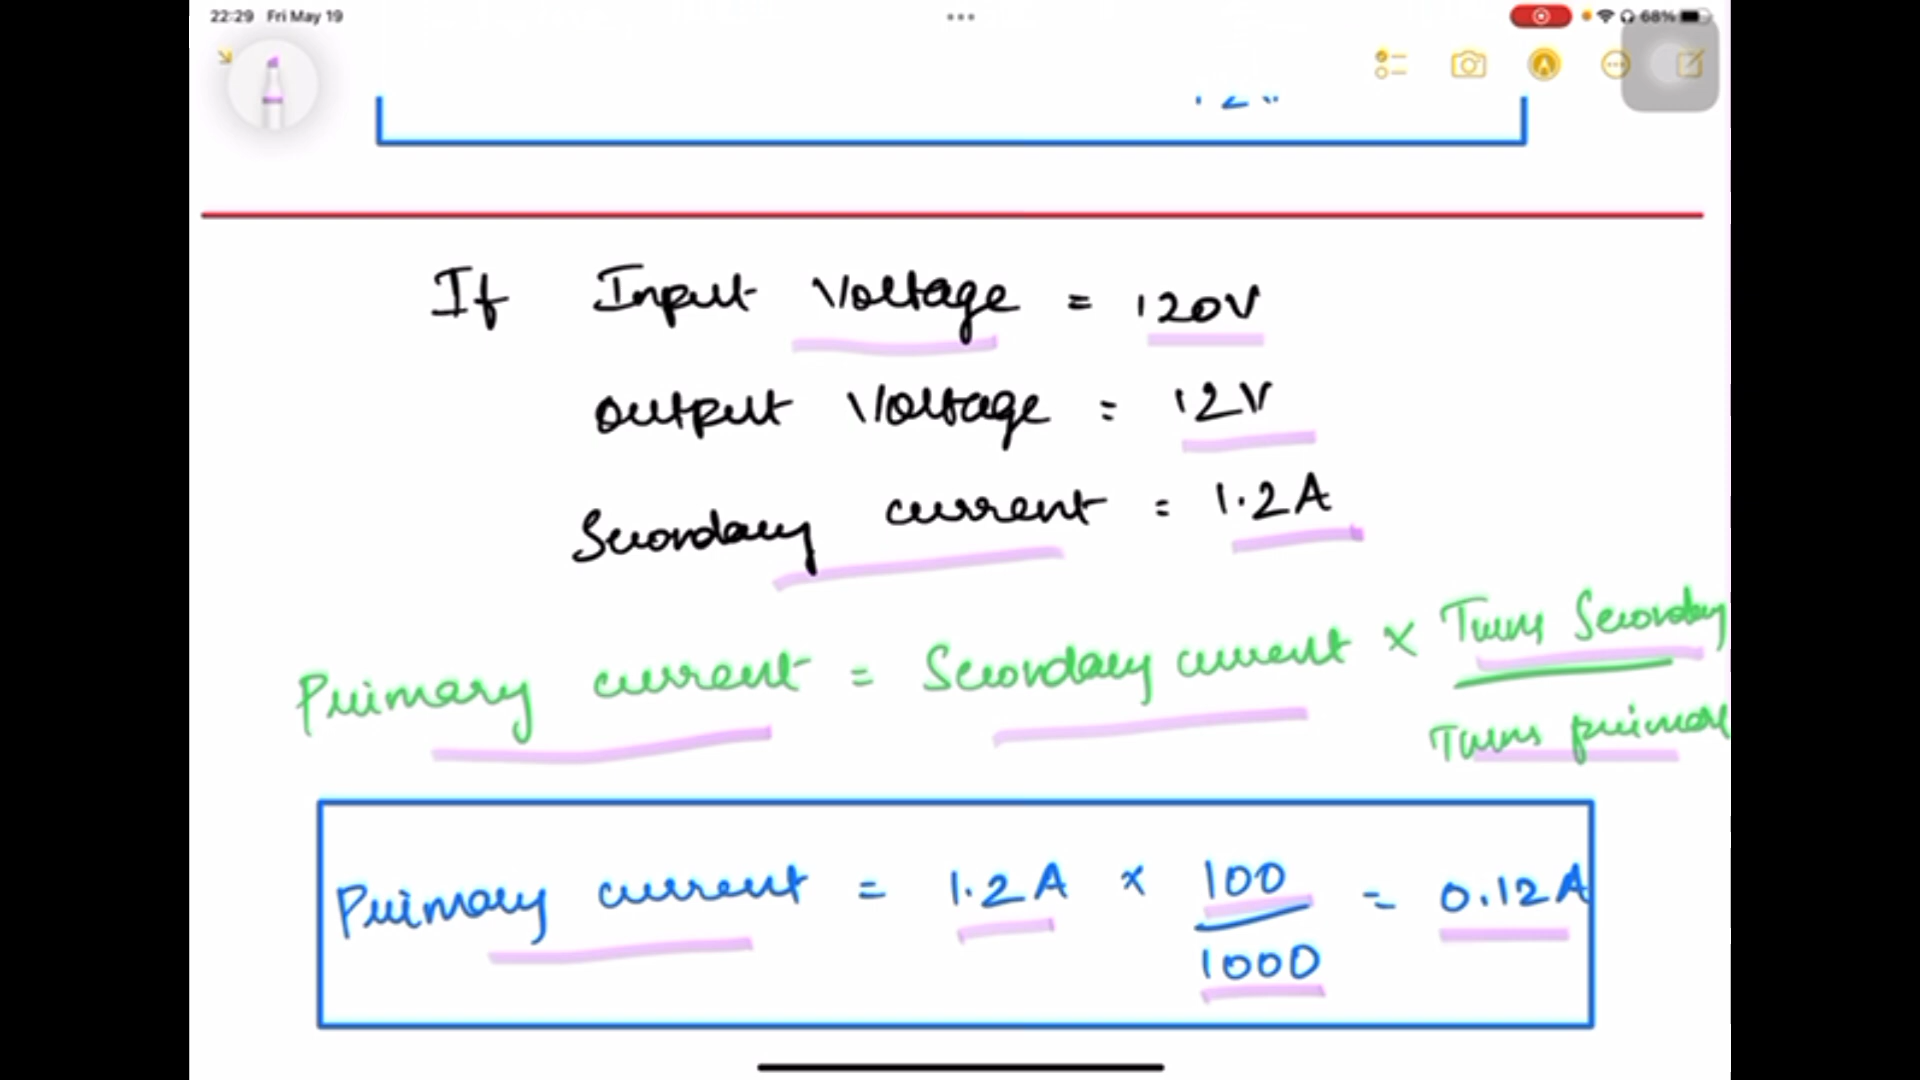 22:29 Fri May 19
68%
If Input Voltage = 120V
output Voltage = 12V
Secondary current = 1.2A
Primary current = Secondary current × Turns Secondary
Turns
Primary current = 1.2A × 100 = 0.12A
1000